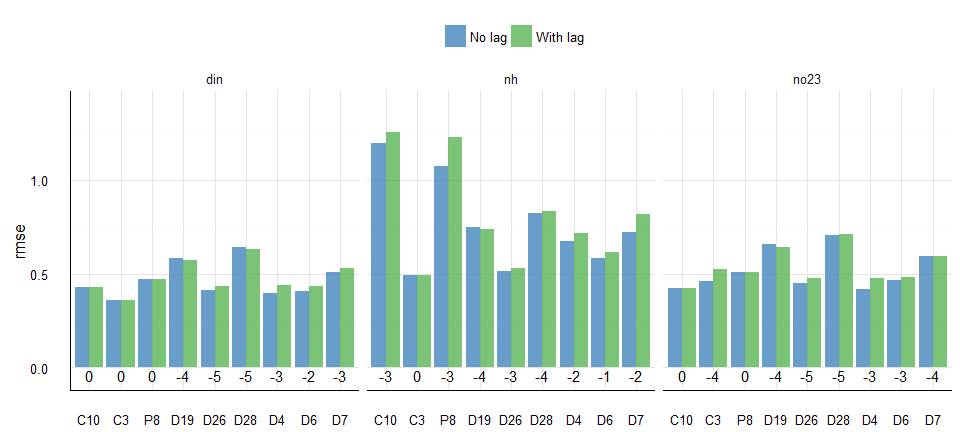 No lag With lag
din nh no23
1.0
0.5
0.0
rmse
0 0 0 -4 -5 -5 -3 -2 -3 -3 0 -3 -4 -3 -4 -2 -1 -2 0 -4 0 -5 -5 -5 -3 -3 -4
C10 C3 P8 D19 D26 D28 D4 D6 D7 C10 C3 P8 D19 D26 D28 D4 D6 D7 C10 C3 P8 D19 D26 D28 D4 D6 D7